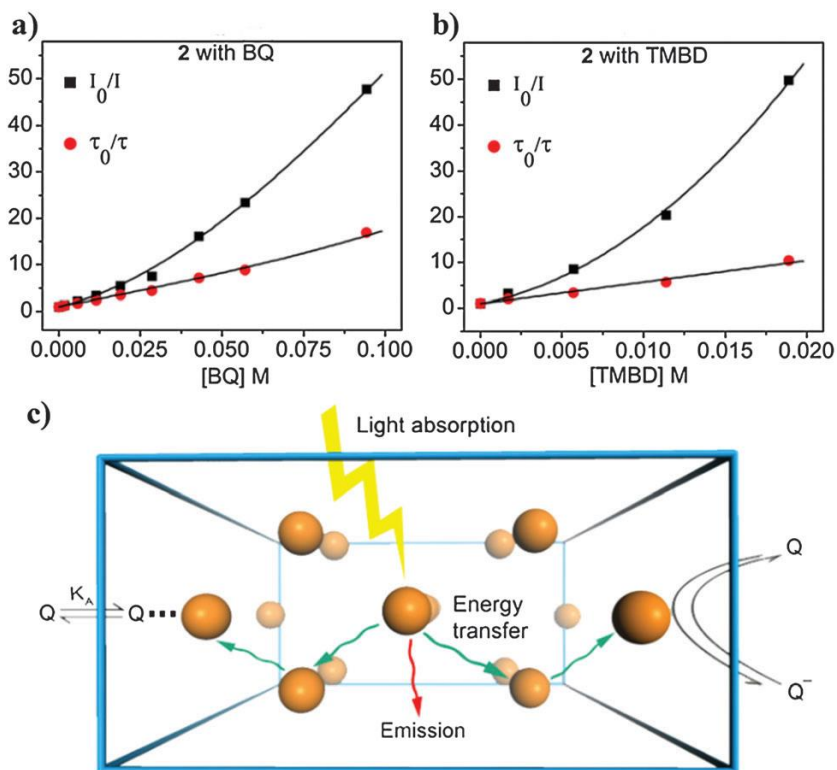 a)
2 with BQ
I₀/I
τ₀/τ
50
40
30
20
10
0
0.000 0.025 0.050 0.075 0.100
[BQ] M
b)
2 with TMBD
I₀/I
τ₀/τ
50
40
30
20
10
0
0.000 0.005 0.010 0.015 0.020
[TMBD] M
c)
Light absorption
Q
K_A
Q Q
Energy
transfer
Q⁻
Emission